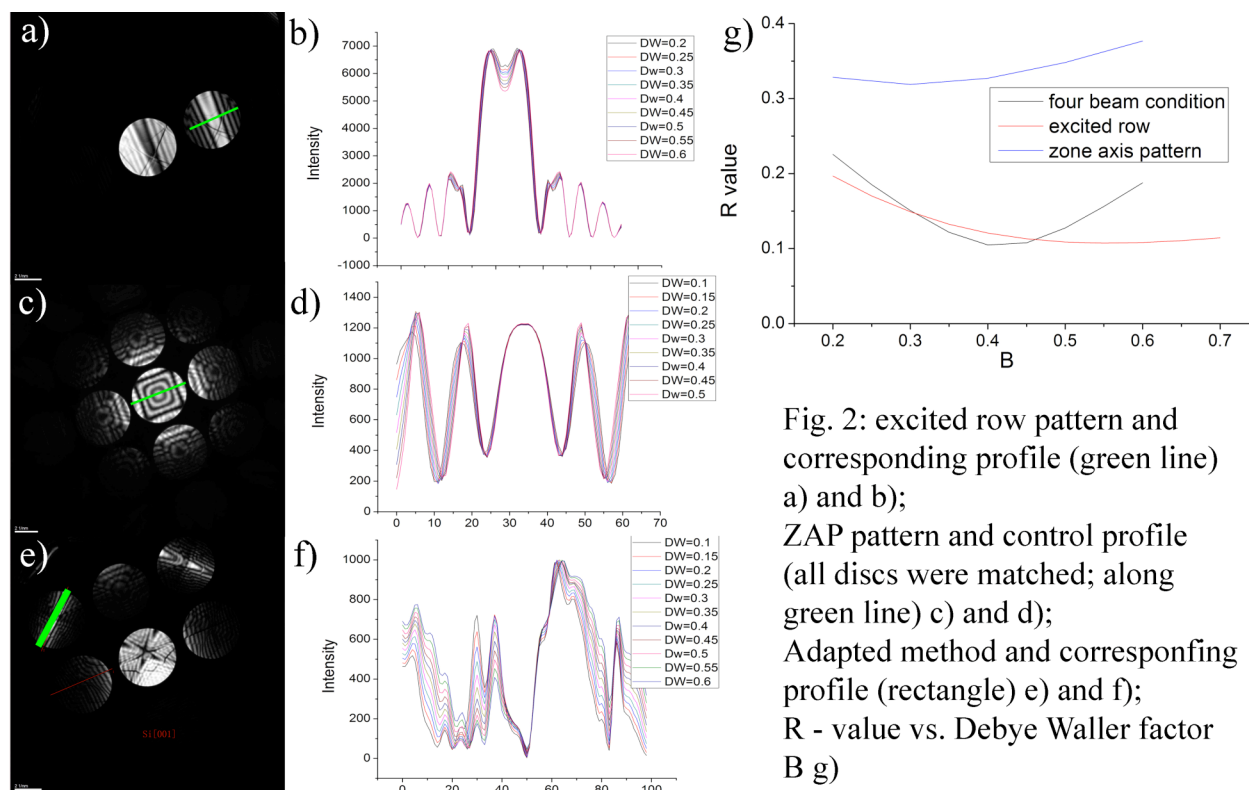 a)
2.1/nm
b)
7000
6000
5000
4000
3000
2000
1000
0
-1000
Intensity
DW=0.2
DW=0.25
Dw=0.3
DW=0.35
Dw=0.4
DW=0.45
Dw=0.5
DW=0.55
DW=0.6
c)
2.1/nm
d)
1400
1200
1000
800
600
400
200
0
Intensity
0 10 20 30 40 50 60 70
DW=0.1
DW=0.15
DW=0.2
DW=0.25
Dw=0.3
DW=0.35
Dw=0.4
DW=0.45
Dw=0.5
e)
Si[001]
2.1/nm
f)
1000
800
600
400
200
0
Intensity
0 20 40 60 80 100
DW=0.1
DW=0.15
DW=0.2
DW=0.25
Dw=0.3
DW=0.35
Dw=0.4
DW=0.45
Dw=0.5
DW=0.55
DW=0.6
g)
0.4
0.3
0.2
0.1
0.0
R value
four beam condition
excited row
zone axis pattern
0.2 0.3 0.4 0.5 0.6 0.7
B
Fig. 2: excited row pattern and
corresponding profile (green line)
a) and b);
ZAP pattern and control profile
(all discs were matched; along
green line) c) and d);
Adapted method and corresponfing
profile (rectangle) e) and f);
R - value vs. Debye Waller factor
B g)